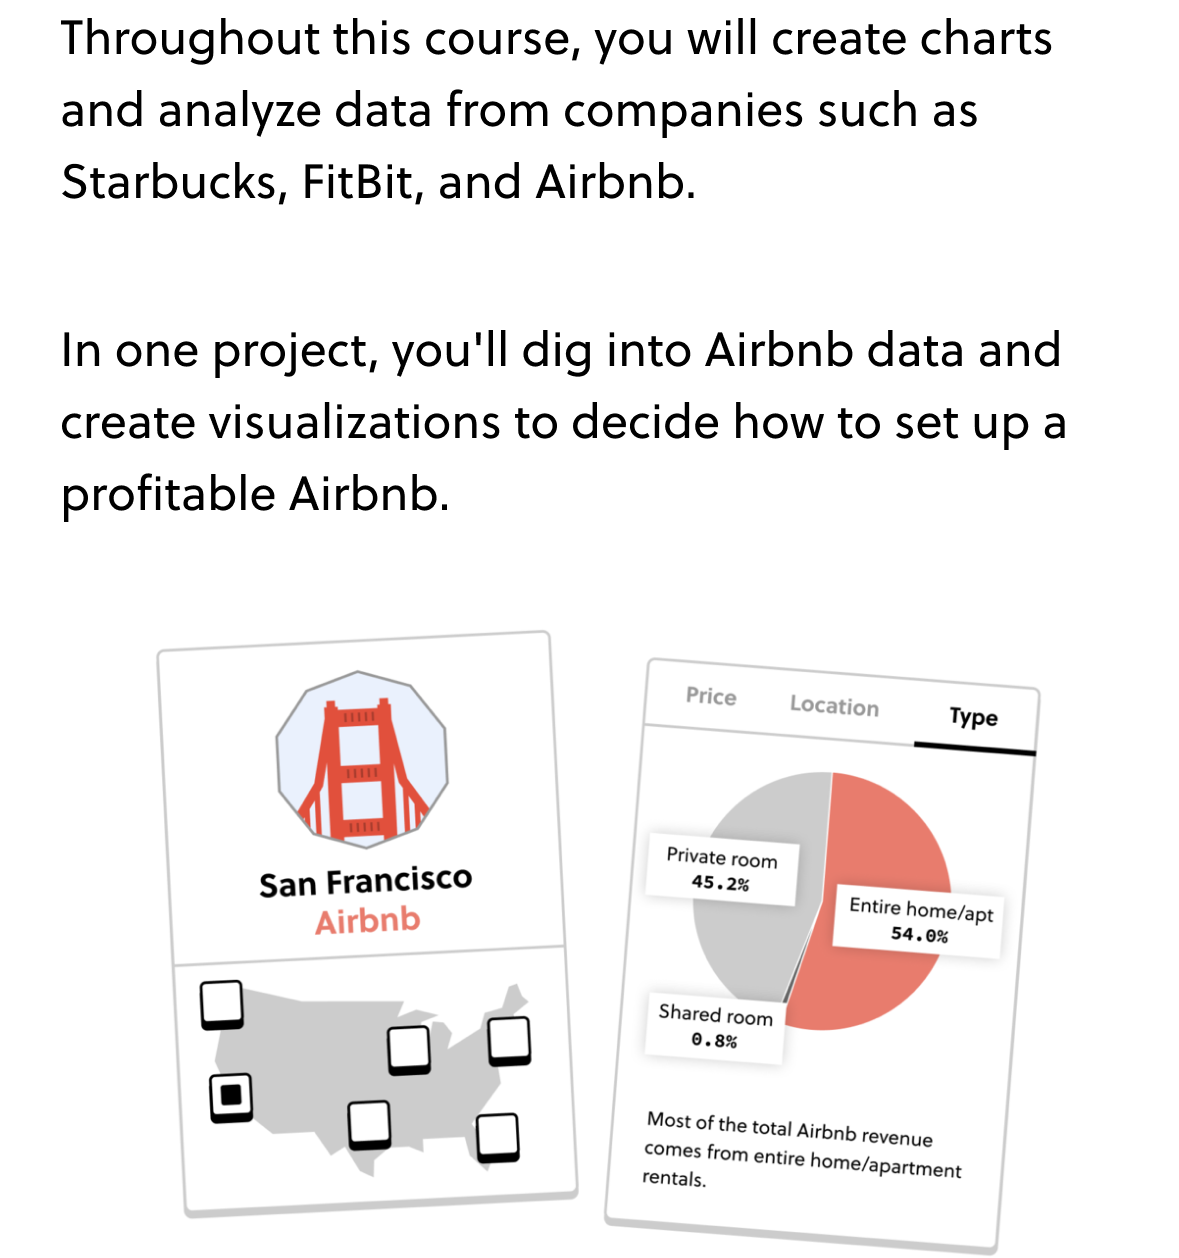 Throughout this course, you will create charts
and analyze data from companies such as
Starbucks, FitBit, and Airbnb.
In one project, you'll dig into Airbnb data and
create visualizations to decide how to set up a
profitable Airbnb.
San Francisco
Airbnb
Price Location Type
Private room
45.2%
Entire home/apt
54.0%
Shared room
0.8%
Most of the total Airbnb revenue
comes from entire home/apartment
rentals.